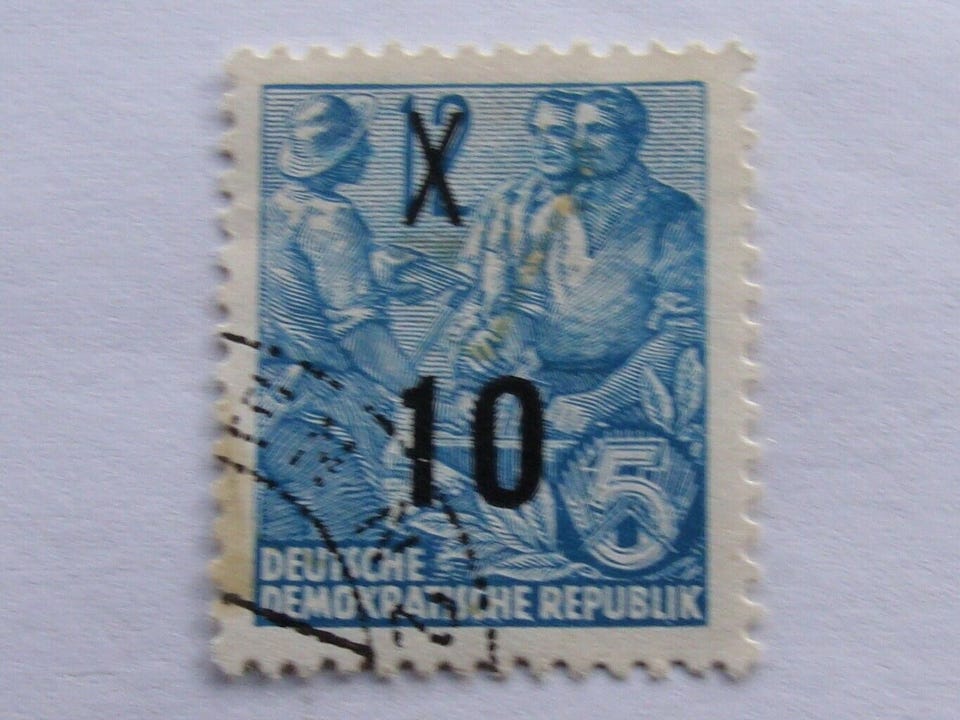 12
X
10
5
DEUTSCHE
DEMOKRATISCHE REPUBLIK